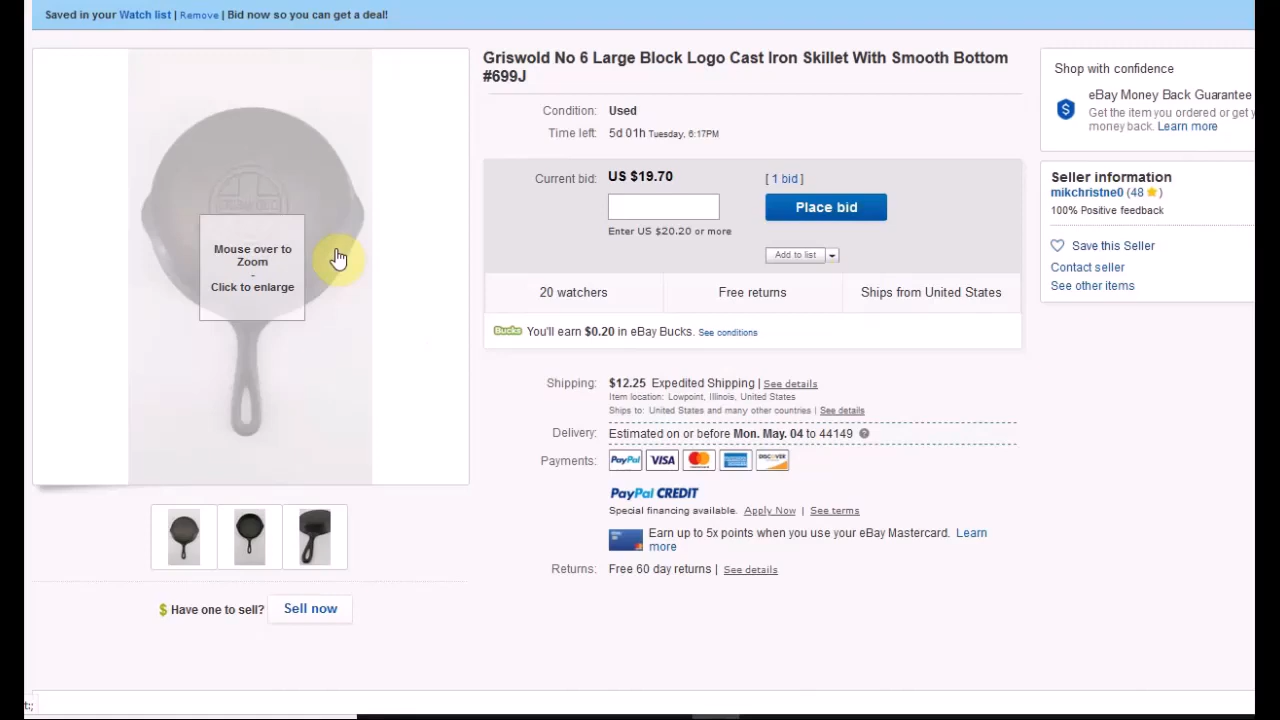 Saved in your Watch list | Remove | Bid now so you can get a deal!
Mouse over to
Zoom
-
Click to enlarge
$ Have one to sell? Sell now
Griswold No 6 Large Block Logo Cast Iron Skillet With Smooth Bottom
#699J
Condition: Used
Time left: 5d 01h Tuesday, 6:17PM
Current bid: US $19.70 [ 1 bid ]
Place bid
Enter US $20.20 or more
Add to list
20 watchers Free returns Ships from United States
Bucks You'll earn $0.20 in eBay Bucks. See conditions
Shipping: $12.25 Expedited Shipping | See details
Item location: Lowpoint, Illinois, United States
Ships to: United States and many other countries | See details
Delivery: Estimated on or before Mon. May. 04 to 44149 ?
Payments: PayPal VISA MasterCard DISCOVER
PayPal CREDIT
Special financing available. Apply Now | See terms
Earn up to 5x points when you use your eBay Mastercard. Learn
more
Returns: Free 60 day returns | See details
Shop with confidence
eBay Money Back Guarantee
Get the item you ordered or get y
money back. Learn more
Seller information
mikchristne0 (48 )
100% Positive feedback
Save this Seller
Contact seller
See other items